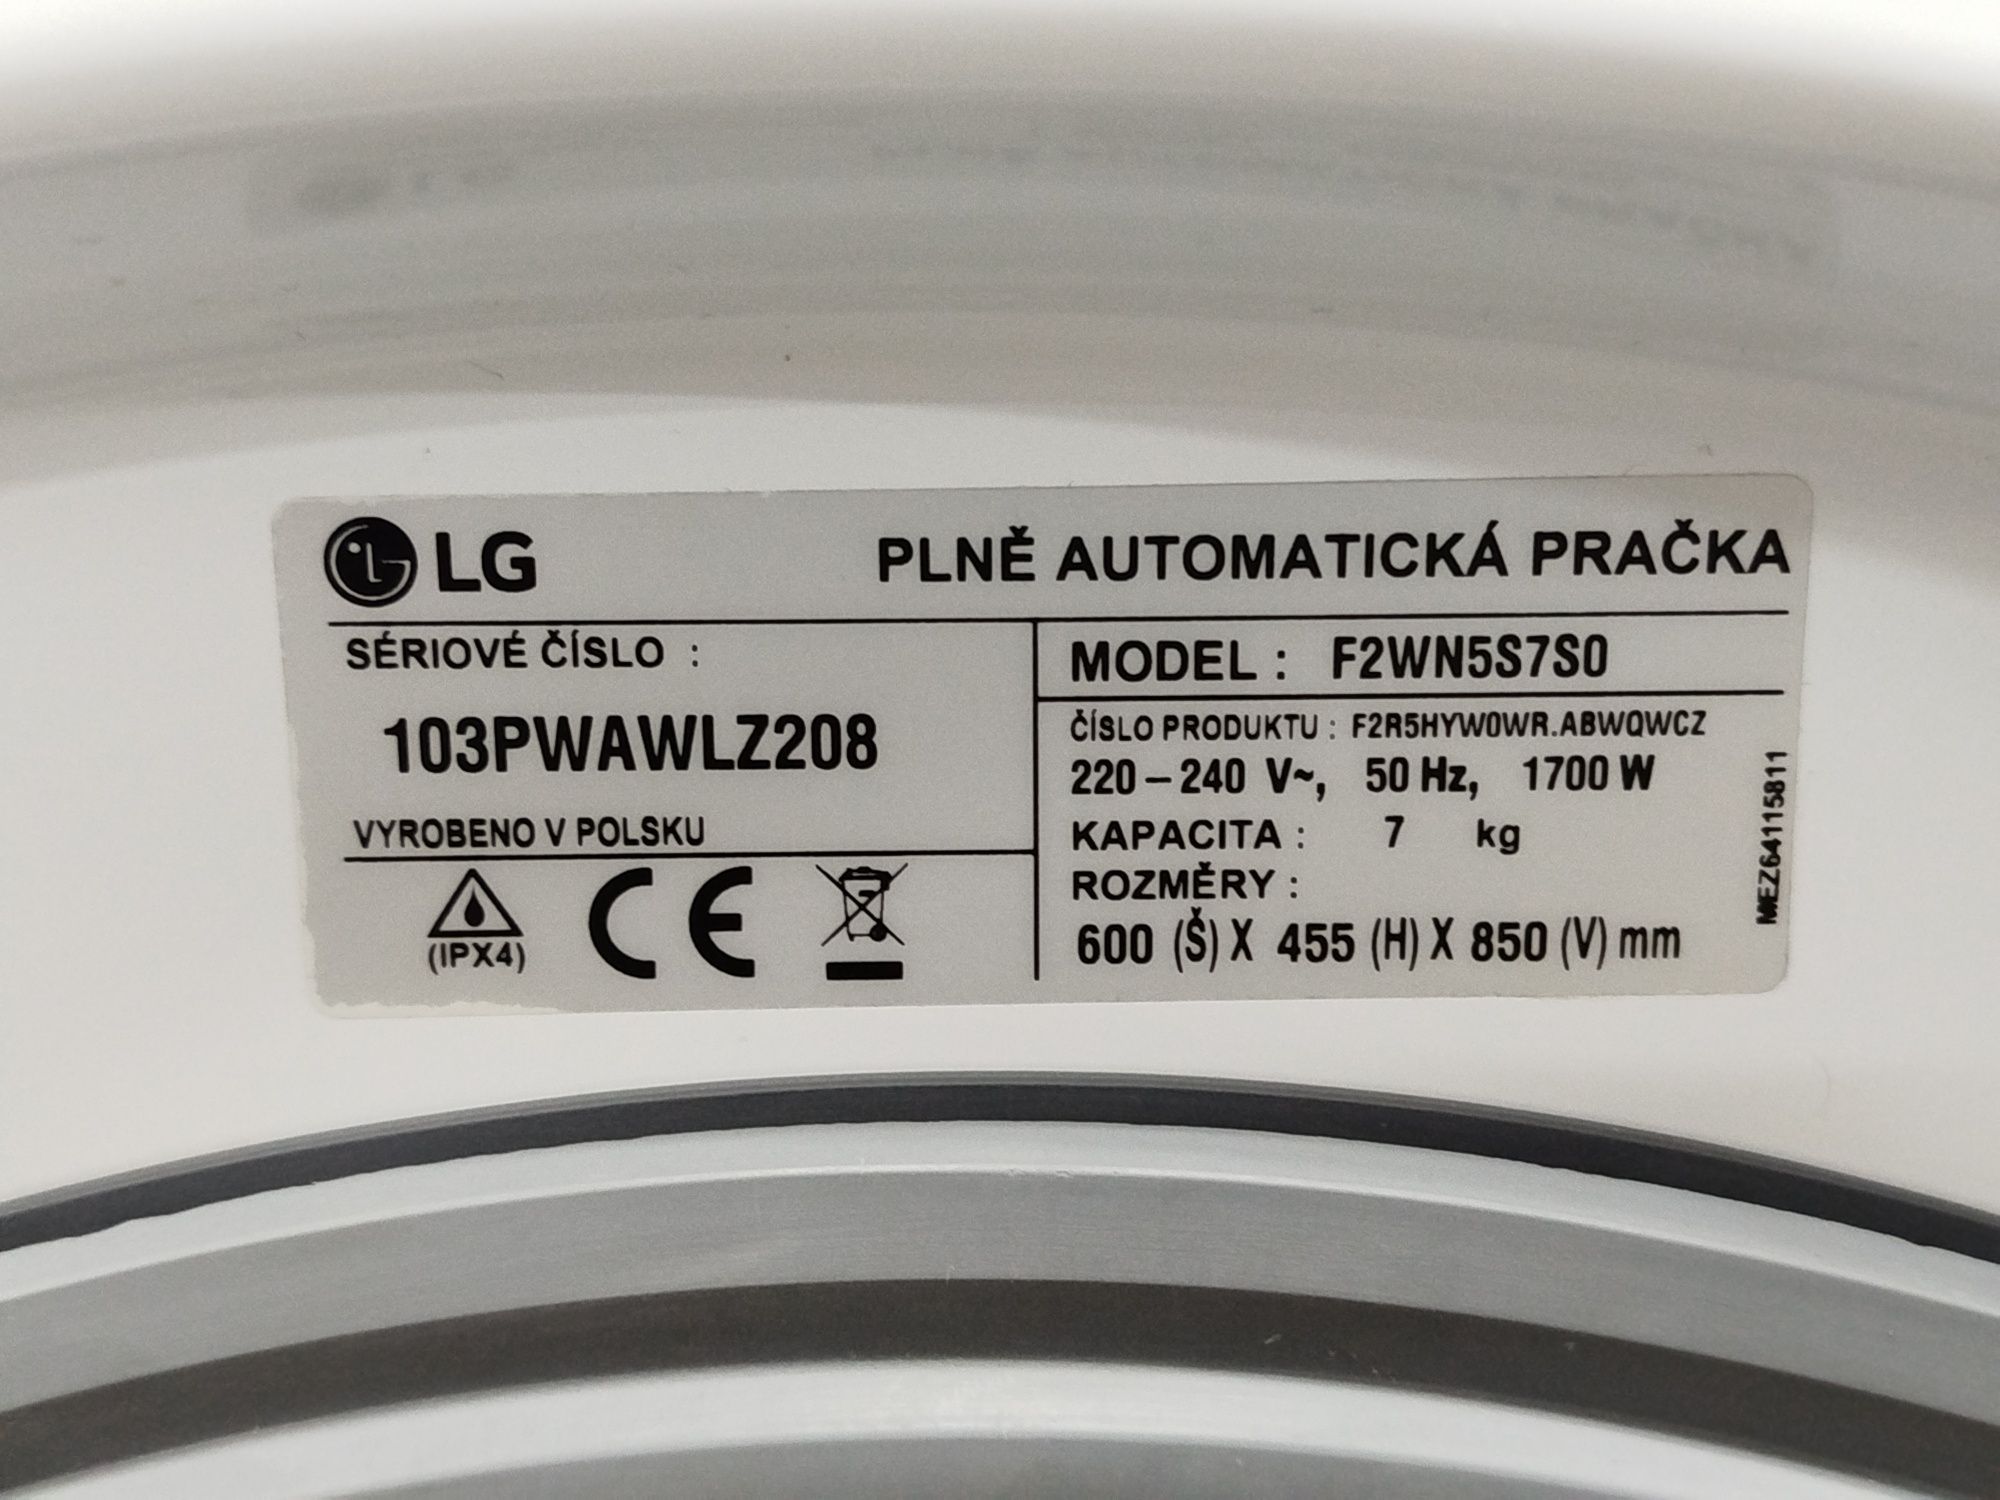 LG
PLNĚ AUTOMATICKÁ PRAČKA
SÉRIOVÉ ČÍSLO :
103PWAWLZ208
VYROBENO V POLSKU
(IPX4)
CE
MODEL : F2WN5S7S0
ČÍSLO PRODUKTU : F2R5HYW0WR.ABWQWCZ
220 – 240 V~, 50 Hz, 1700 W
KAPACITA : 7 kg
ROZMĚRY :
600 (Š) X 455 (H) X 850 (V) mm
MEZ64115811